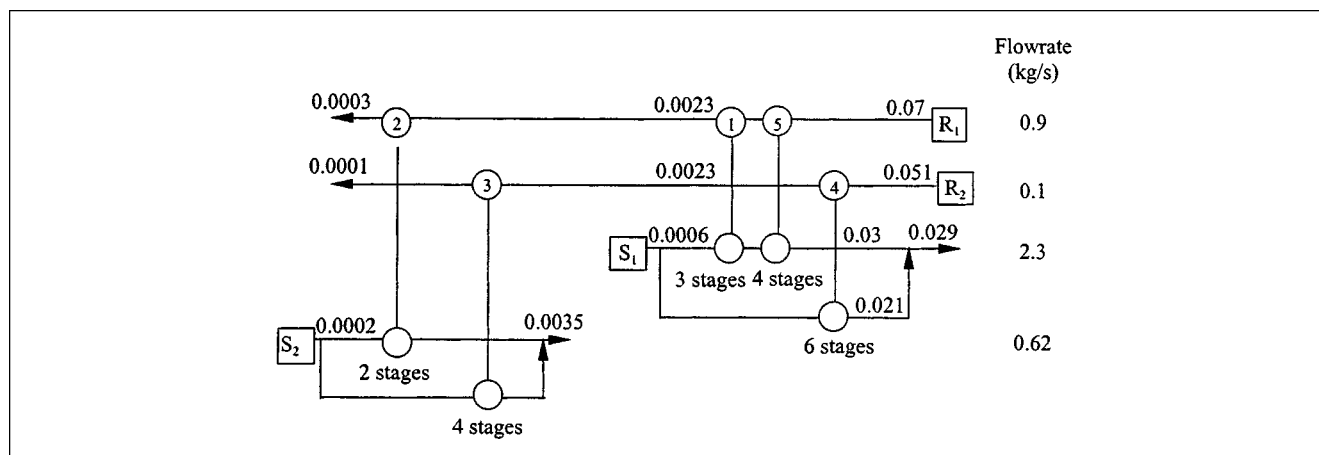 Flowrate
(kg/s)
0.0003
2
0.0023
1
5
0.07
R₁
0.9
0.0001
3
0.0023
4
0.051
R₂
0.1
S₁
0.0006
0.03
0.029
2.3
3 stages
4 stages
0.021
6 stages
S₂
0.0002
0.0035
0.62
2 stages
4 stages